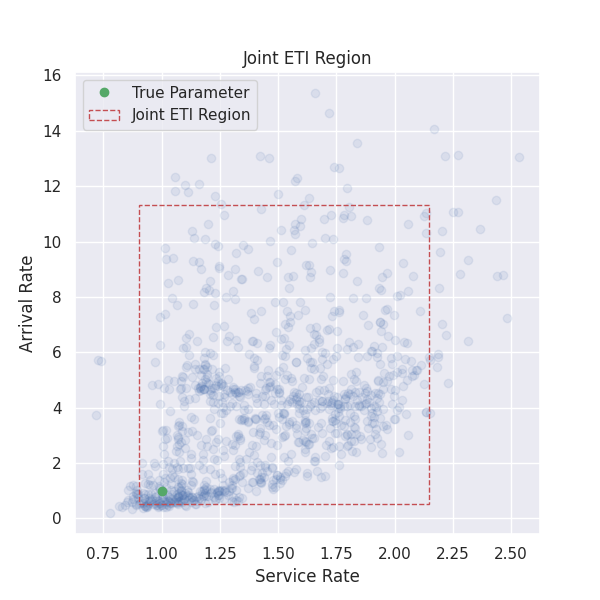 Joint ETI Region
True Parameter
Joint ETI Region
16
14
12
10
8
6
4
2
0
Arrival Rate
0.75 1.00 1.25 1.50 1.75 2.00 2.25 2.50
Service Rate